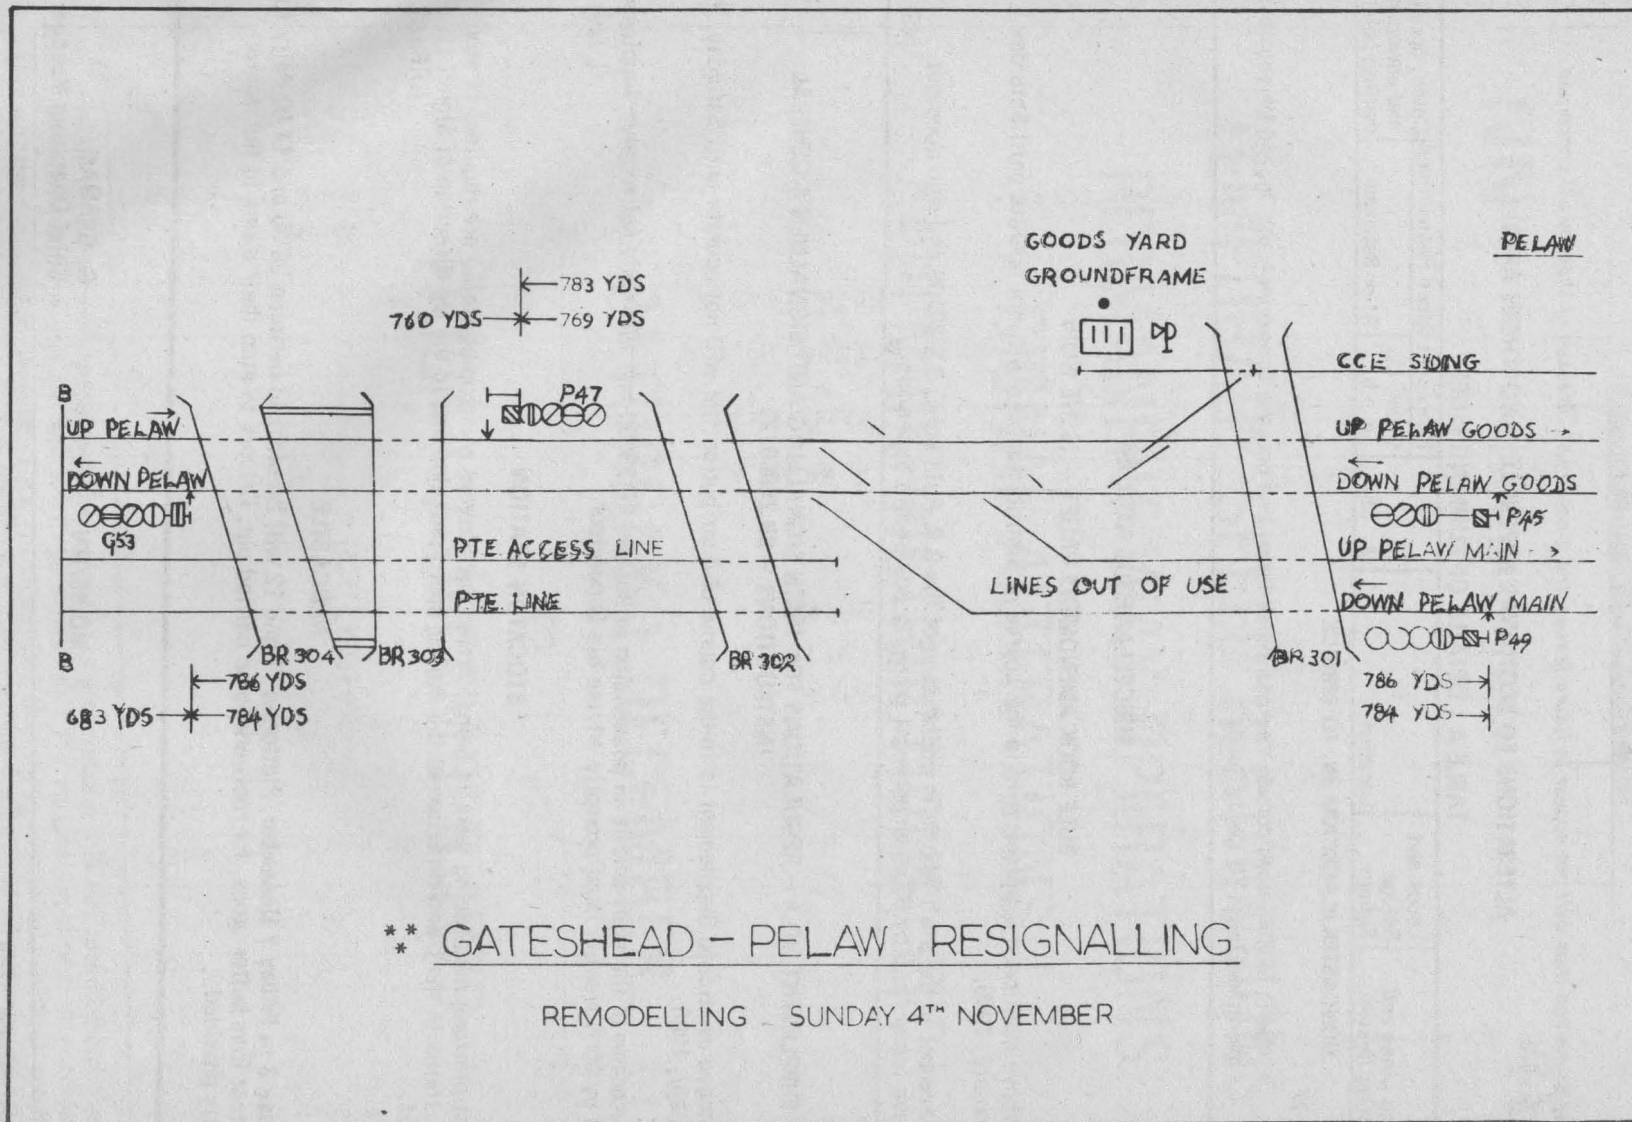 GOODS YARD
GROUNDFRAME
PELAW
783 YDS
760 YDS
769 YDS
CCE SIDING
B
P47
UP PELAW
UP PELAW GOODS
DOWN PELAW
DOWN PELAW GOODS
G53
P45
PTE ACCESS LINE
UP PELAW MAIN
LINES OUT OF USE
PTE LINE
DOWN PELAW MAIN
P49
B
BR 304
BR 303
BR 302
BR 301
786 YDS
683 YDS
784 YDS
786 YDS
784 YDS
*** GATESHEAD - PELAW RESIGNALLING
REMODELLING - SUNDAY 4TH NOVEMBER